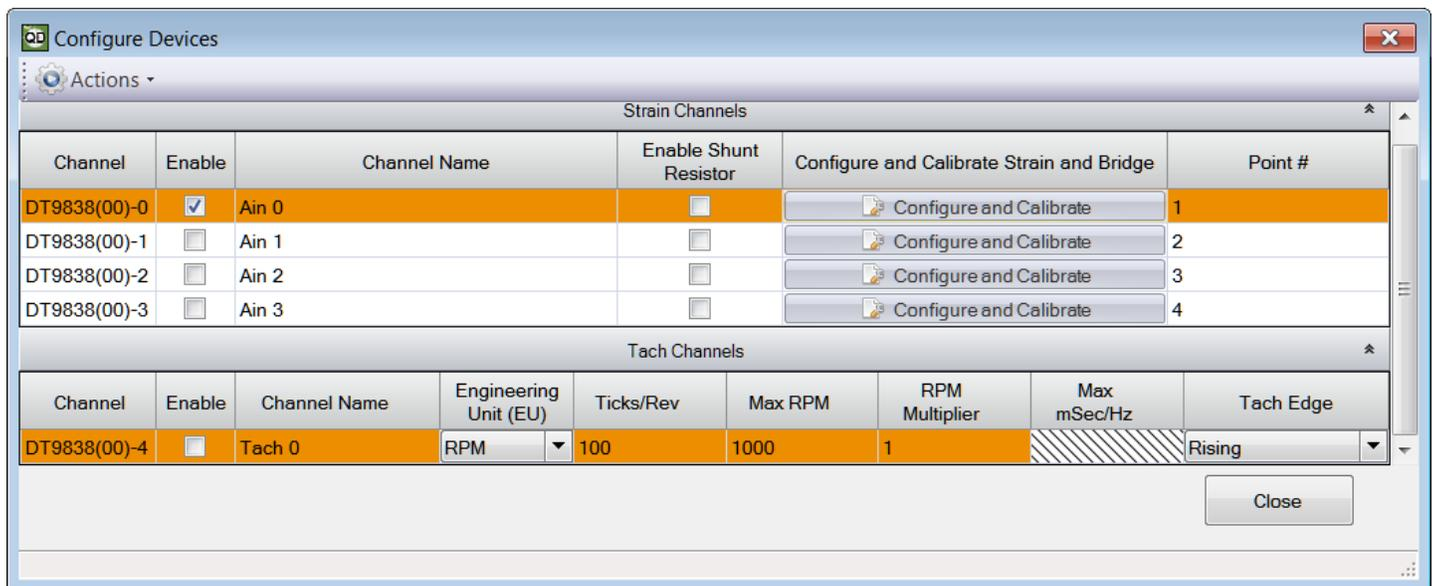 QD Configure Devices
Actions
Strain Channels
Channel Enable Channel Name Enable Shunt Resistor Configure and Calibrate Strain and Bridge Point #
DT9838(00)-0 Ain 0 Configure and Calibrate 1
DT9838(00)-1 Ain 1 Configure and Calibrate 2
DT9838(00)-2 Ain 2 Configure and Calibrate 3
DT9838(00)-3 Ain 3 Configure and Calibrate 4
Tach Channels
Channel Enable Channel Name Engineering Unit (EU) Ticks/Rev Max RPM RPM Multiplier Max mSec/Hz Tach Edge
DT9838(00)-4 Tach 0 RPM 100 1000 1 Rising
Close